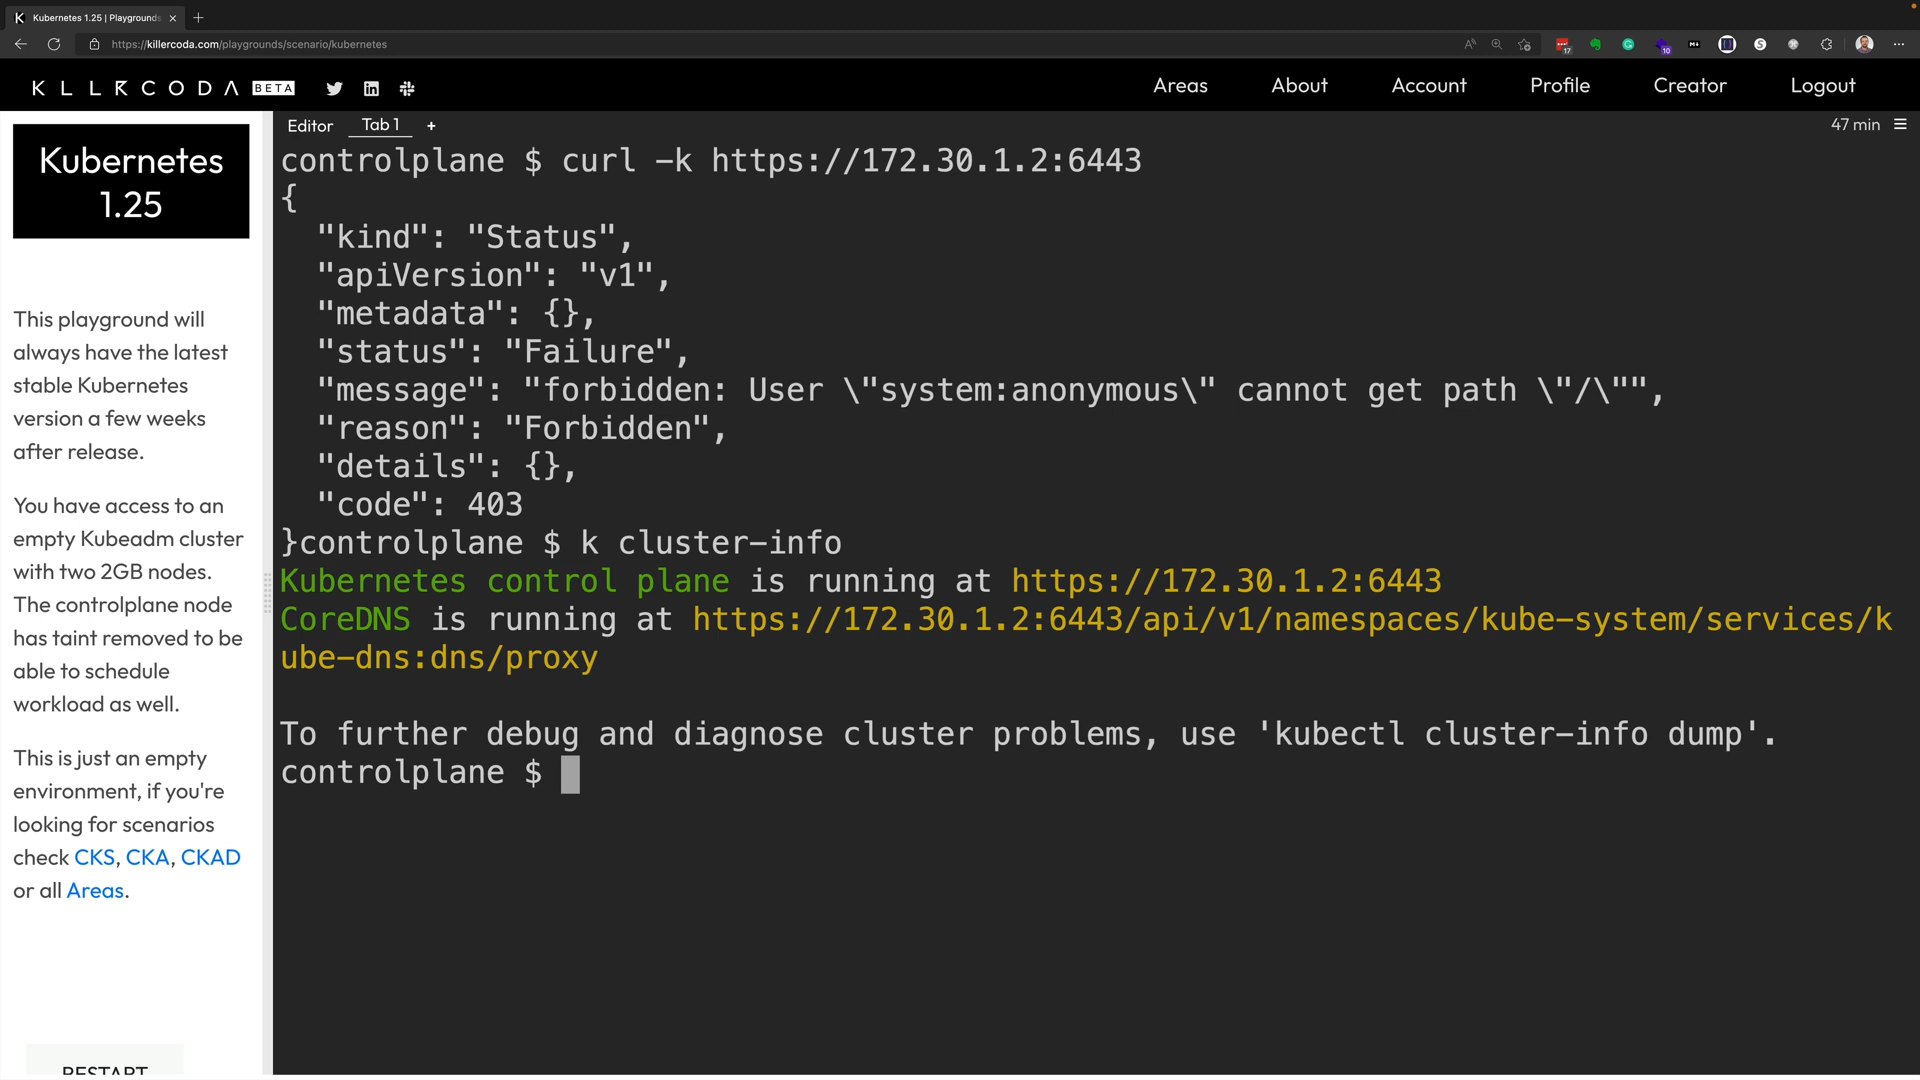 Kubernetes 1.25 | Playgrounds
https://killercoda.com/playgrounds/scenario/kubernetes
17
10
KLLRCODA BETA
Areas
About
Account
Profile
Creator
Logout
Kubernetes
1.25
This playground will
always have the latest
stable Kubernetes
version a few weeks
after release.
You have access to an
empty Kubeadm cluster
with two 2GB nodes.
The controlplane node
has taint removed to be
able to schedule
workload as well.
This is just an empty
environment, if you're
looking for scenarios
check CKS, CKA, CKAD
or all Areas.
RESTART
Editor Tab 1 +
47 min
controlplane $ curl -k https://172.30.1.2:6443
{
  "kind": "Status",
  "apiVersion": "v1",
  "metadata": {},
  "status": "Failure",
  "message": "forbidden: User \"system:anonymous\" cannot get path \"/\"",
  "reason": "Forbidden",
  "details": {},
  "code": 403
}controlplane $ k cluster-info
Kubernetes control plane is running at https://172.30.1.2:6443
CoreDNS is running at https://172.30.1.2:6443/api/v1/namespaces/kube-system/services/k
ube-dns:dns/proxy
To further debug and diagnose cluster problems, use 'kubectl cluster-info dump'.
controlplane $